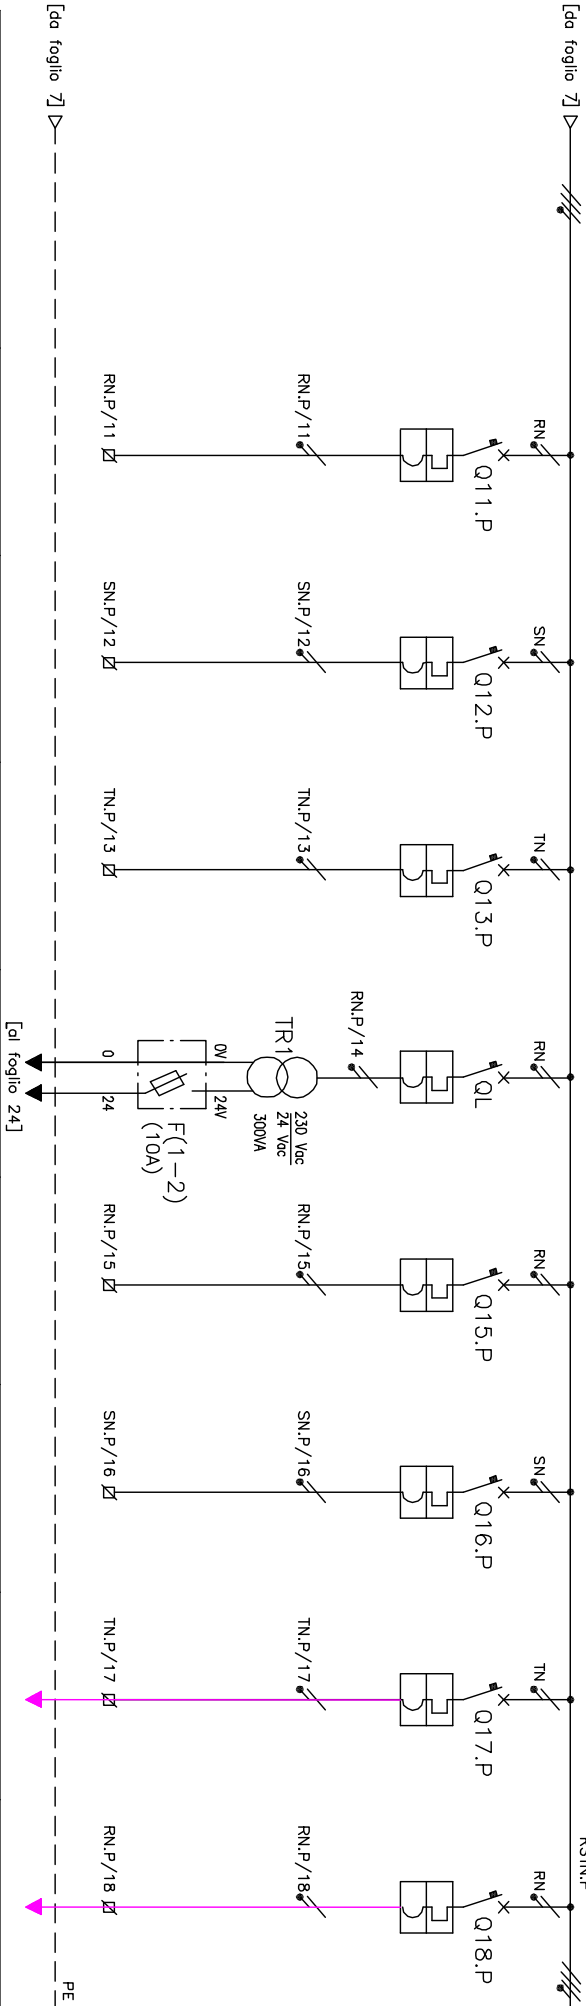 [da foglio 7]
[da foglio 7]
RN
Q11.P
RN.P/11
RN.P/11
SN
Q12.P
SN.P/12
SN.P/12
TN
Q13.P
TN.P/13
TN.P/13
RN
QL
RN.P/14
TR1
230 Vac
24 Vac
300VA
0V
24V
F(1-2)
(10A)
0
24
[al foglio 24]
RN
Q15.P
RN.P/15
RN.P/15
SN
Q16.P
SN.P/16
SN.P/16
TN
Q17.P
TN.P/17
TN.P/17
RN
Q18.P
RN.P/18
RN.P/18
PE